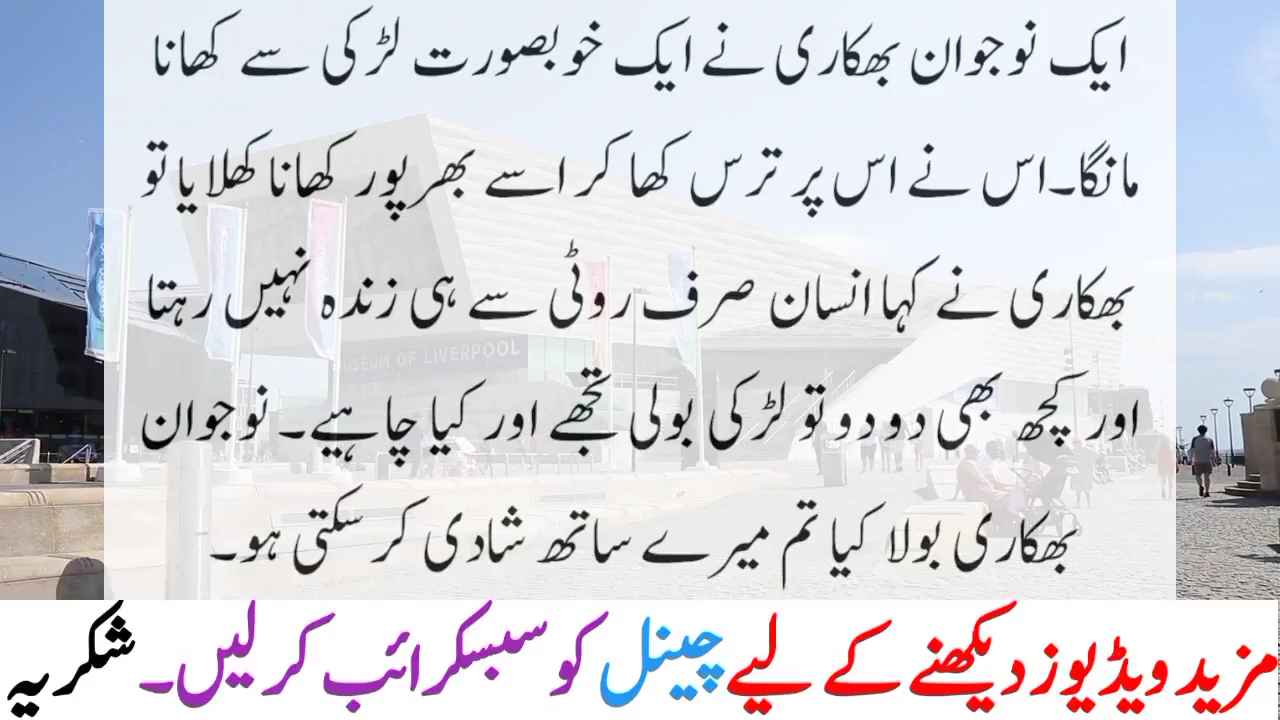 ایک نوجوان بھکاری نے ایک خوبصورت لڑکی سے کھانا
مانگا۔اس نے اس پر ترس کھا کر اسے بھرپور کھانا کھلایا تو
بھکاری نے کہا انسان صرف روٹی سے ہی زندہ نہیں رہتا
اور کچھ بھی دو دو تو لڑکی بولی تجھے اور کیا چاہیے۔ نوجوان
بھکاری بولا کیا تم میرے ساتھ شادی کر سکتی ہو۔
MUSEUM OF LIVERPOOL
مزید ویڈیوز دیکھنے کے لیے چینل کو سبسکرائب کر لیں۔ شکریہ